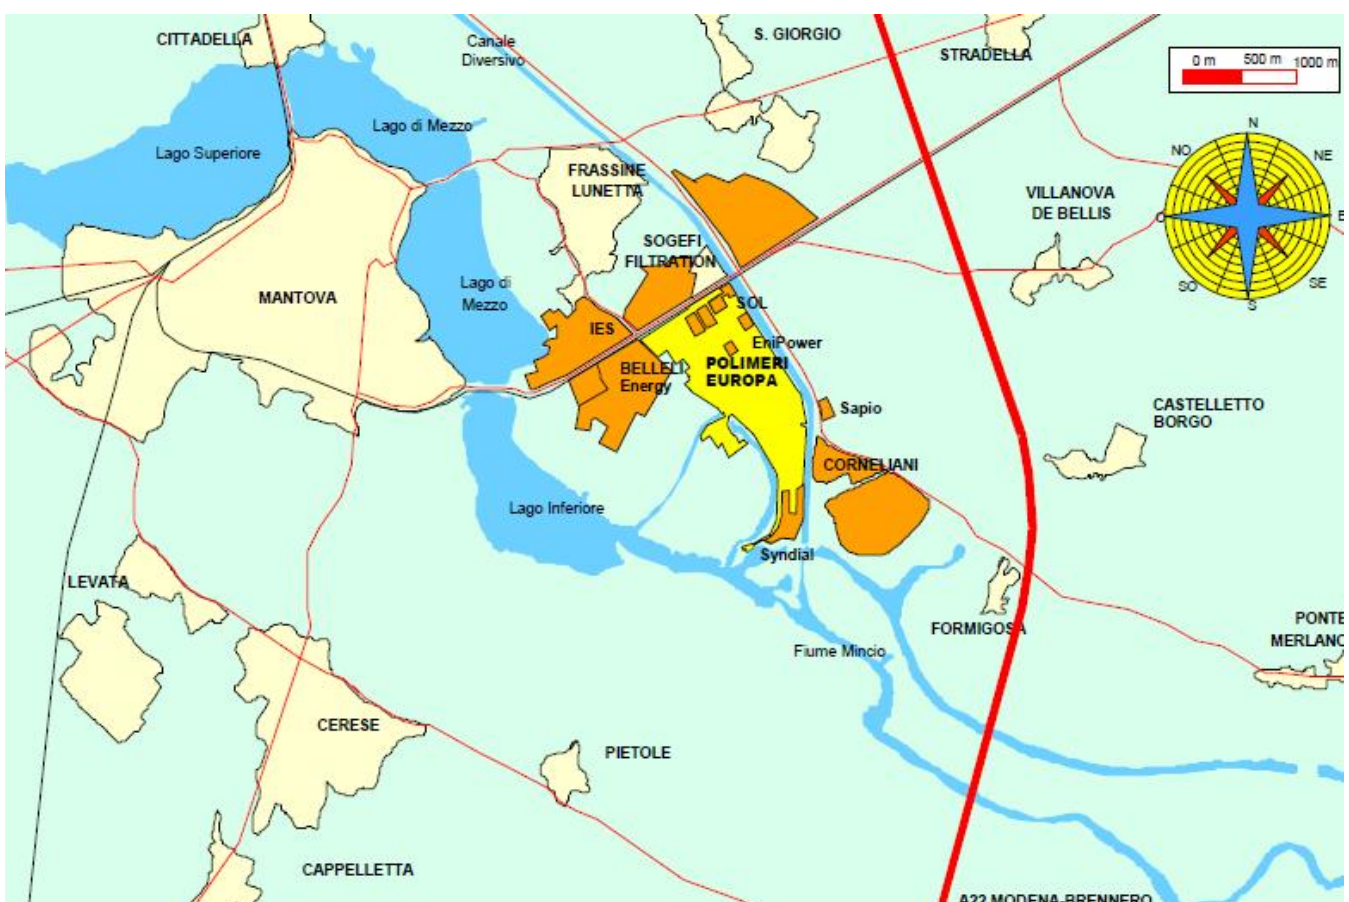 CITTADELLA
Canale
Diversivo
S. GIORGIO
STRADELLA
0 m 500 m 1000 m
Lago di Mezzo
Lago Superiore
N
NO
NE
FRASSINE
LUNETTA
VILLANOVA
DE BELLIS
O
E
SOGEFI
FILTRATION
SO
SE
S
MANTOVA
Lago di
Mezzo
SOL
IES
EniPower
BELLELI
Energy
POLIMERI
EUROPA
Sapio
CASTELLETTO
BORGO
CORNELIANI
Lago Inferiore
Syndial
LEVATA
FORMIGOSA
PONTE
MERLANO
Fiume Mincio
CERESE
PIETOLE
CAPPELLETTA
A22 MODENA-BRENNERO